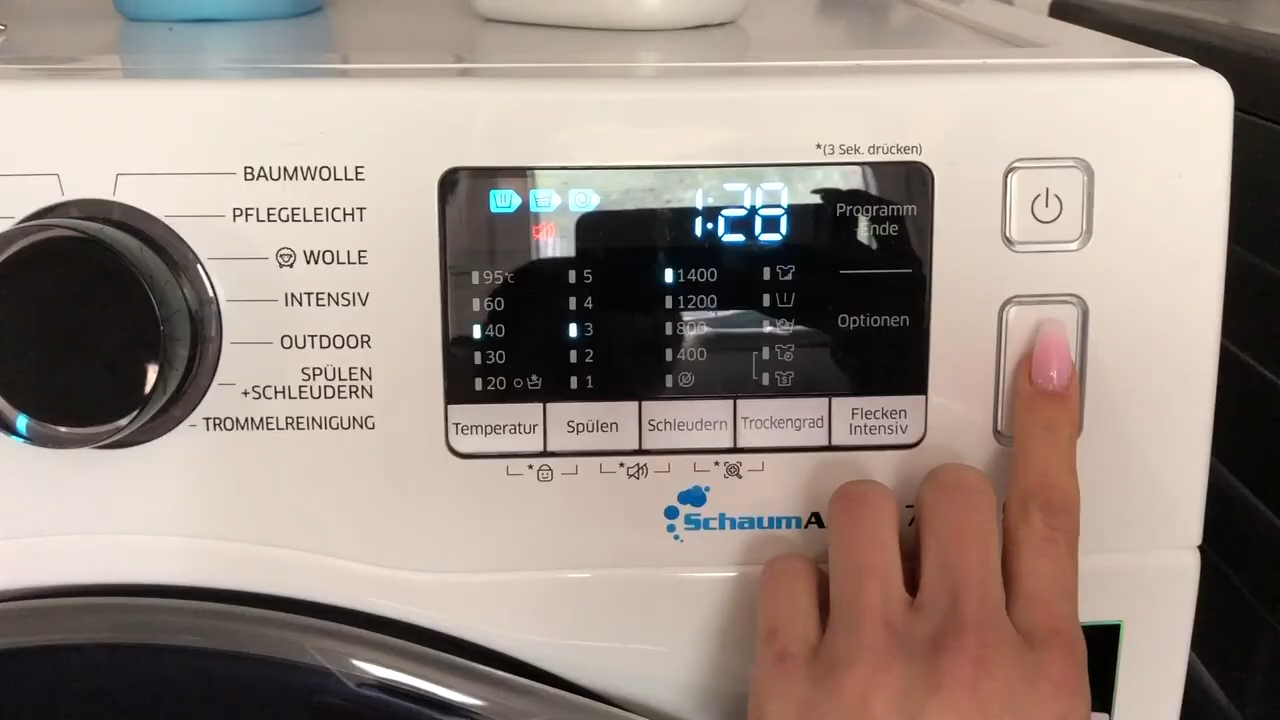 *(3 Sek. drücken)
BAUMWOLLE
PFLEGELEICHT
WOLLE
INTENSIV
OUTDOOR
SPÜLEN
+SCHLEUDERN
TROMMELREINIGUNG
1:28
Programm
-Ende
Optionen
95°C 5 1400
60 4 1200
40 3 800
30 2 400
20 1
Temperatur
Spülen
Schleudern
Trockengrad
Flecken
Intensiv
* * *
SchaumA